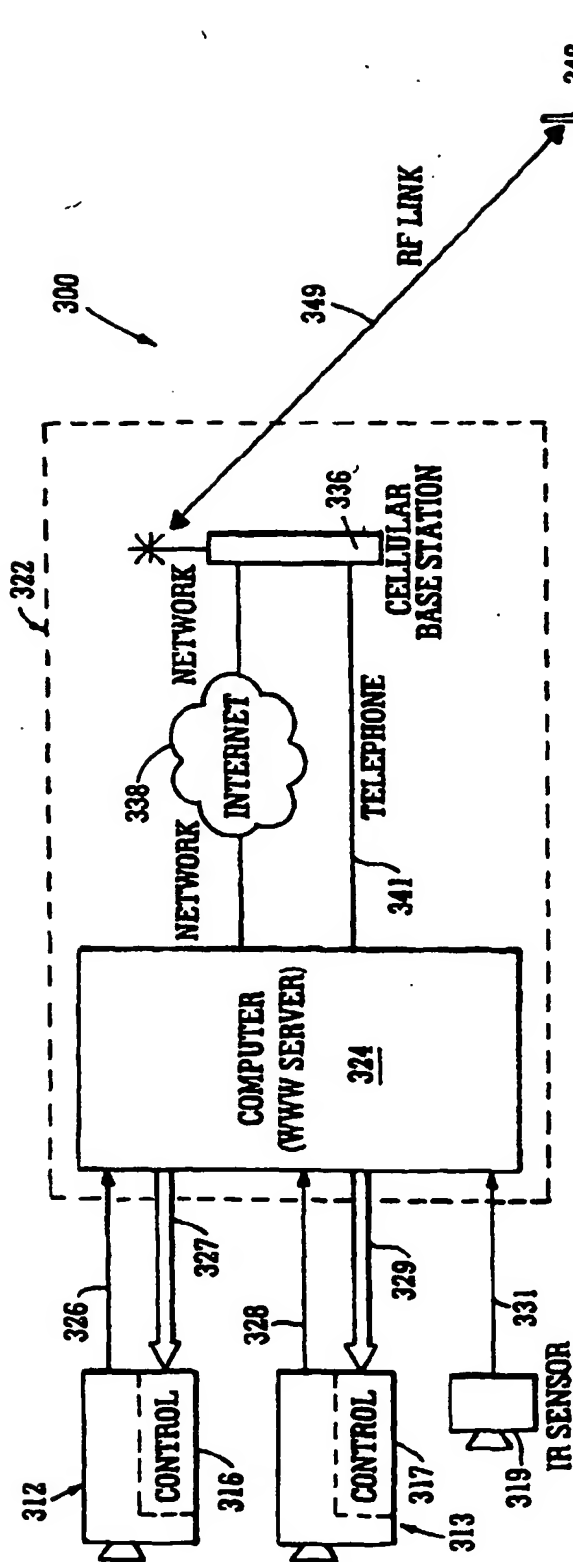 300
322
349
RF LINK
NETWORK
338
INTERNET
NETWORK
336
CELLULAR
BASE STATION
TELEPHONE
341
COMPUTER
(WWW SERVER)
324
326
327
328
329
331
312
CONTROL
316
CONTROL
317
313
319
IR SENSOR